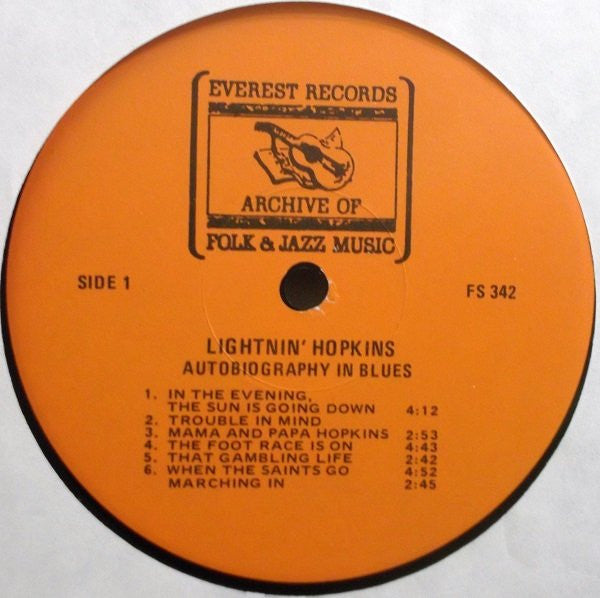 EVEREST RECORDS
ARCHIVE OF
FOLK & JAZZ MUSIC
SIDE 1
FS 342
LIGHTNIN' HOPKINS
AUTOBIOGRAPHY IN BLUES
1. IN THE EVENING,
THE SUN IS GOING DOWN 4:12
2. TROUBLE IN MIND
3. MAMA AND PAPA HOPKINS 2:53
4. THE FOOT RACE IS ON 4:43
5. THAT GAMBLING LIFE 2:42
6. WHEN THE SAINTS GO 4:52
MARCHING IN 2:45